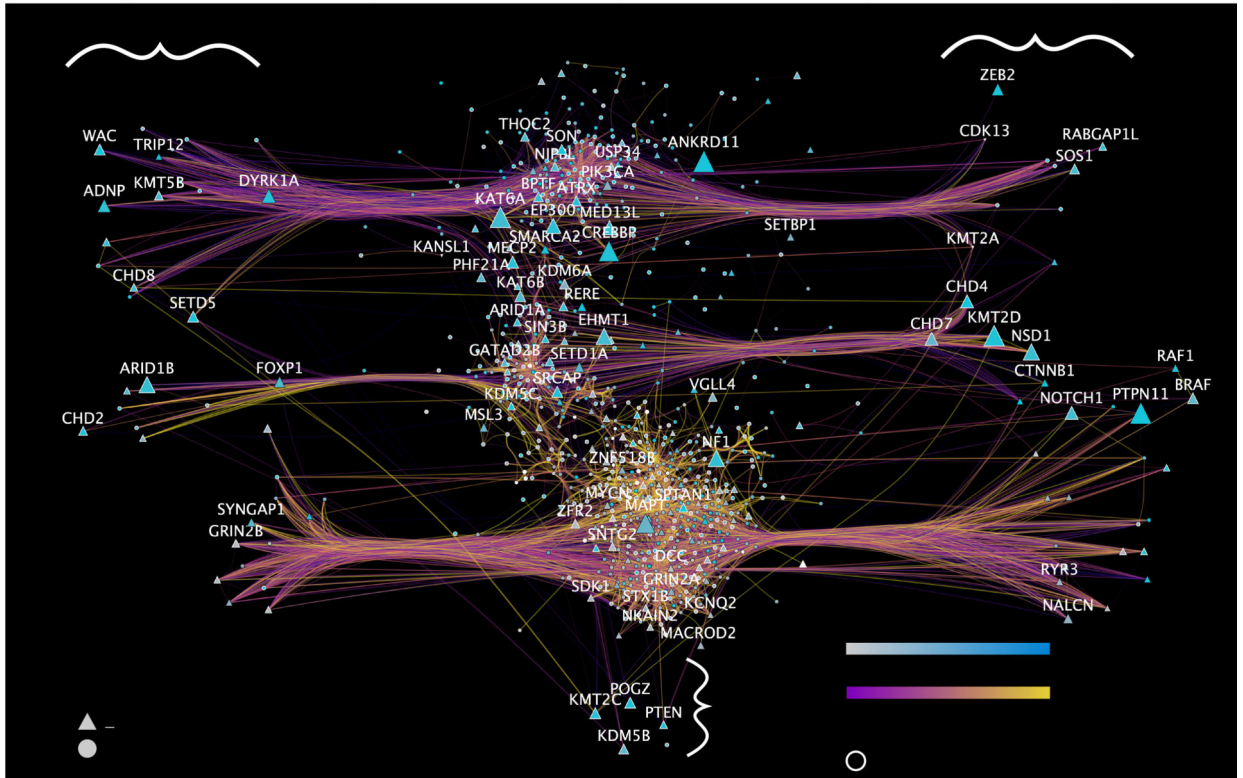 ZEB2
THOC2
SON
CDK13
WAC
TRIP12
NIPBL
USP34
ANKRD11
RABGAP1L
SOS1
PIK3CA
KMT5B
DYRK1A
BPTF
ATRX
ADNP
KAT6A
EP300
MED13L
SETBP1
SMARCA2
CREBBP
KANSL1
MECP2
KMT2A
PHF21A
KDM6A
CHD8
KAT6B
SETD5
RERE
CHD4
ARID1A
EHMT1
CHD7
KMT2D
SIN3B
NSD1
GATAD2B
SETD1A
RAF1
ARID1B
FOXP1
SRCAP
CTNNB1
VGLL4
BRAF
KDM5C
NOTCH1
PTPN11
CHD2
MSL3
NF1
ZNF518B
MYCN
SPTAN1
SYNGAP1
ZFR2
MAP1
GRIN2B
SNTG2
DCC
RYR3
GRIN2A
SDK1
STX1B
KCNQ2
NALCN
NKAIN2
MACROD2
POGZ
KMT2C
PTEN
KDM5B